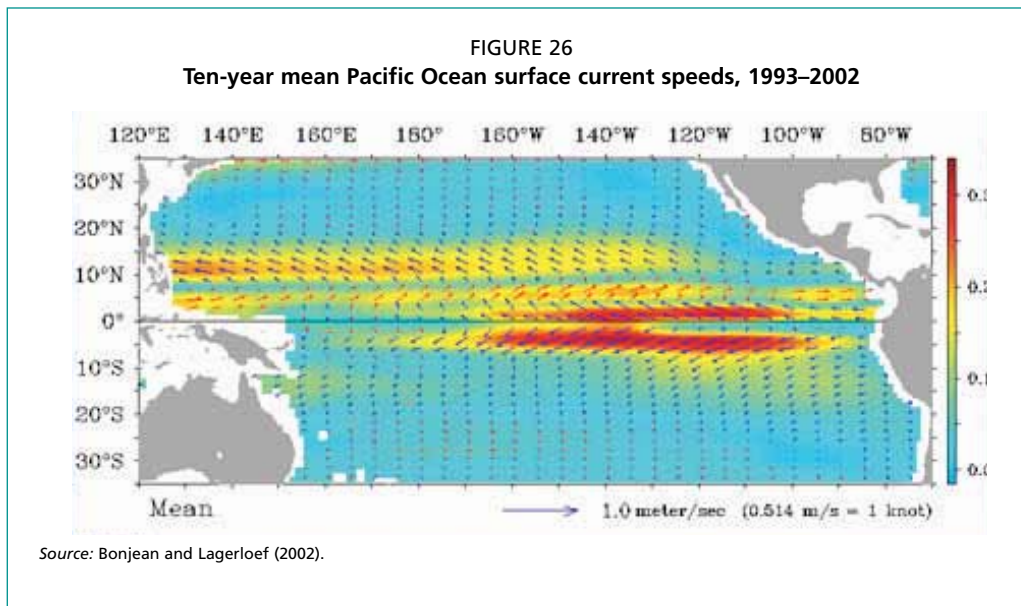 FIGURE 26
Ten-year mean Pacific Ocean surface current speeds, 1993–2002
120°E 140°E 160°E 180° 160°W 140°W 120°W 100°W 80°W
30°N
20°N
10°N
0°
10°S
20°S
30°S
Mean
1.0 meter/sec (0.514 m/s = 1 knot)
Source: Bonjean and Lagerloef (2002).